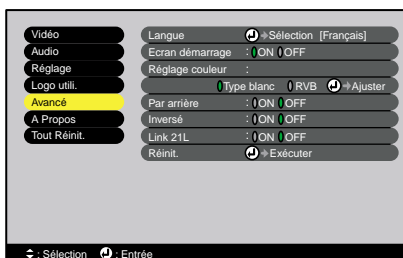 Vidéo
Audio
Réglage
Logo utili.
Avancé
A Propos
Tout Réinit.
Langue Sélection [Français]
Ecran démarrage : ON OFF
Réglage couleur :
Type blanc RVB Ajuster
Par arrière : ON OFF
Inversé : ON OFF
Link 21L : ON OFF
Réinit. Exécuter
: Sélection : Entrée